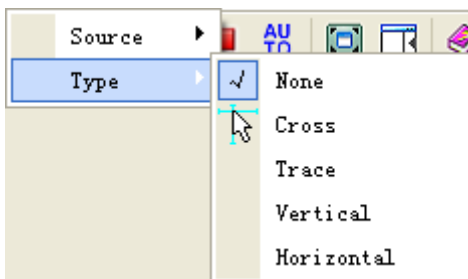 Source
AUTO
Type
None
Cross
Trace
Vertical
Horizontal